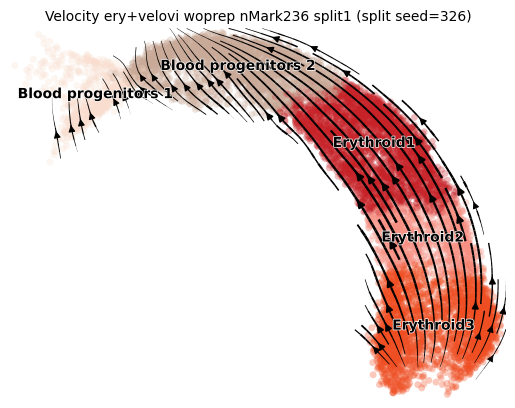 Velocity ery+velovi woprep nMark236 split1 (split seed=326)
Blood progenitors 2
Blood progenitors 1
Erythroid1
Erythroid2
Erythroid3